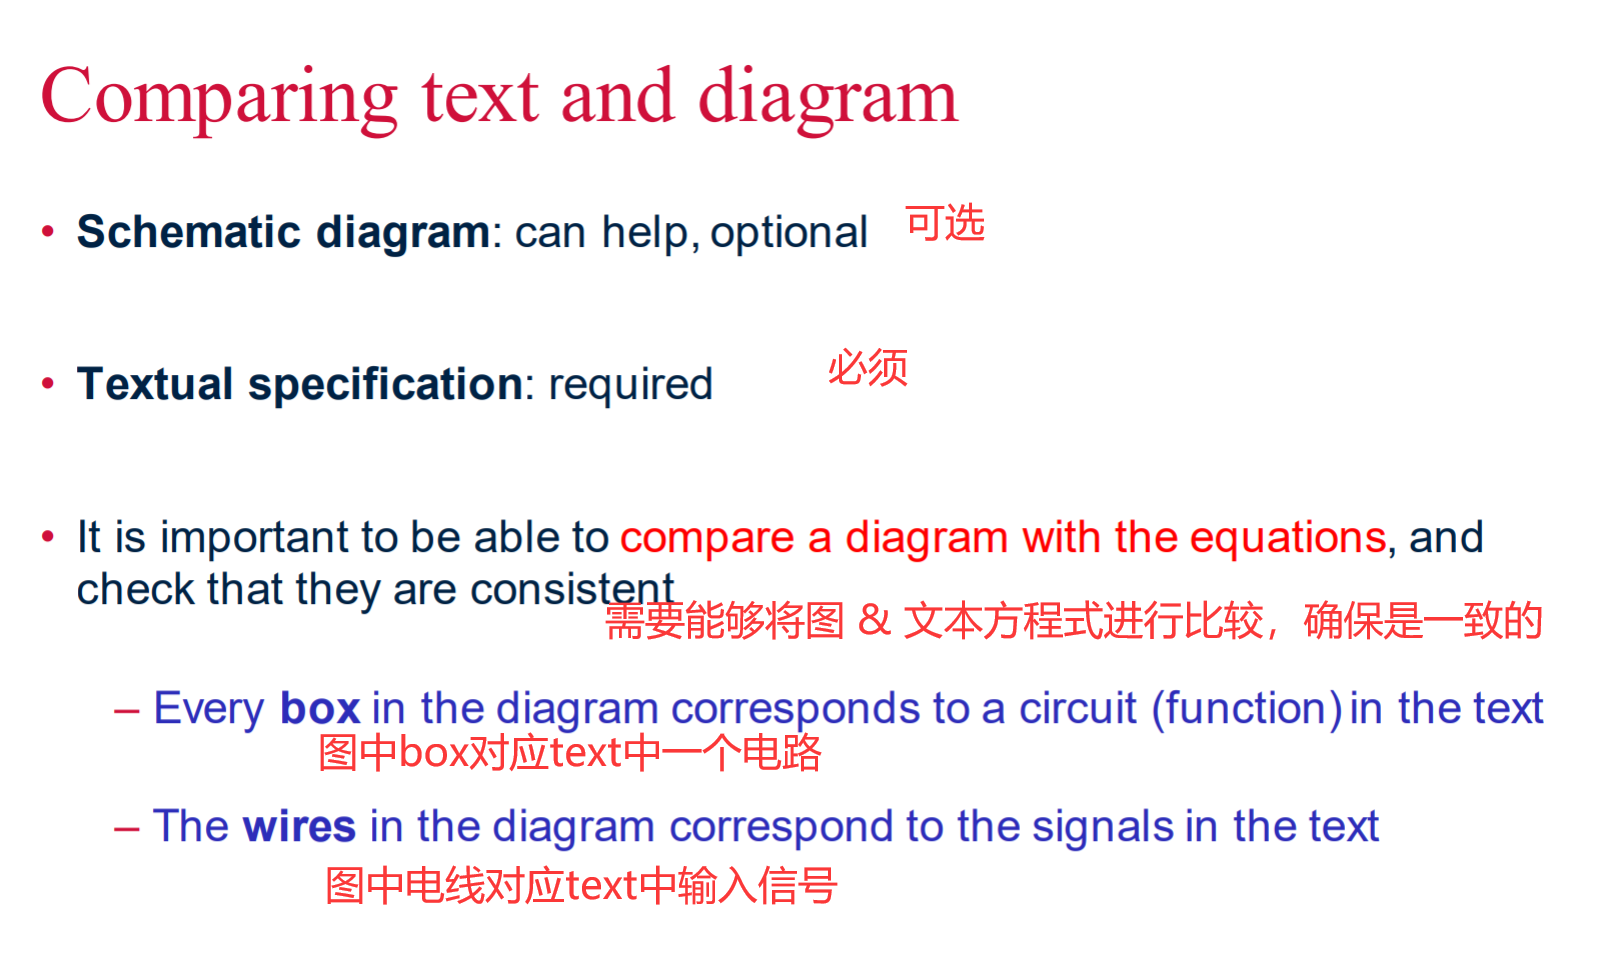 Comparing text and diagram
• Schematic diagram: can help, optional 可选
• Textual specification: required 必须
• It is important to be able to compare a diagram with the equations, and
check that they are consistent
需要能够将图 & 文本方程式进行比较，确保是一致的
– Every box in the diagram corresponds to a circuit (function) in the text
图中box对应text中一个电路
– The wires in the diagram correspond to the signals in the text
图中电线对应text中输入信号